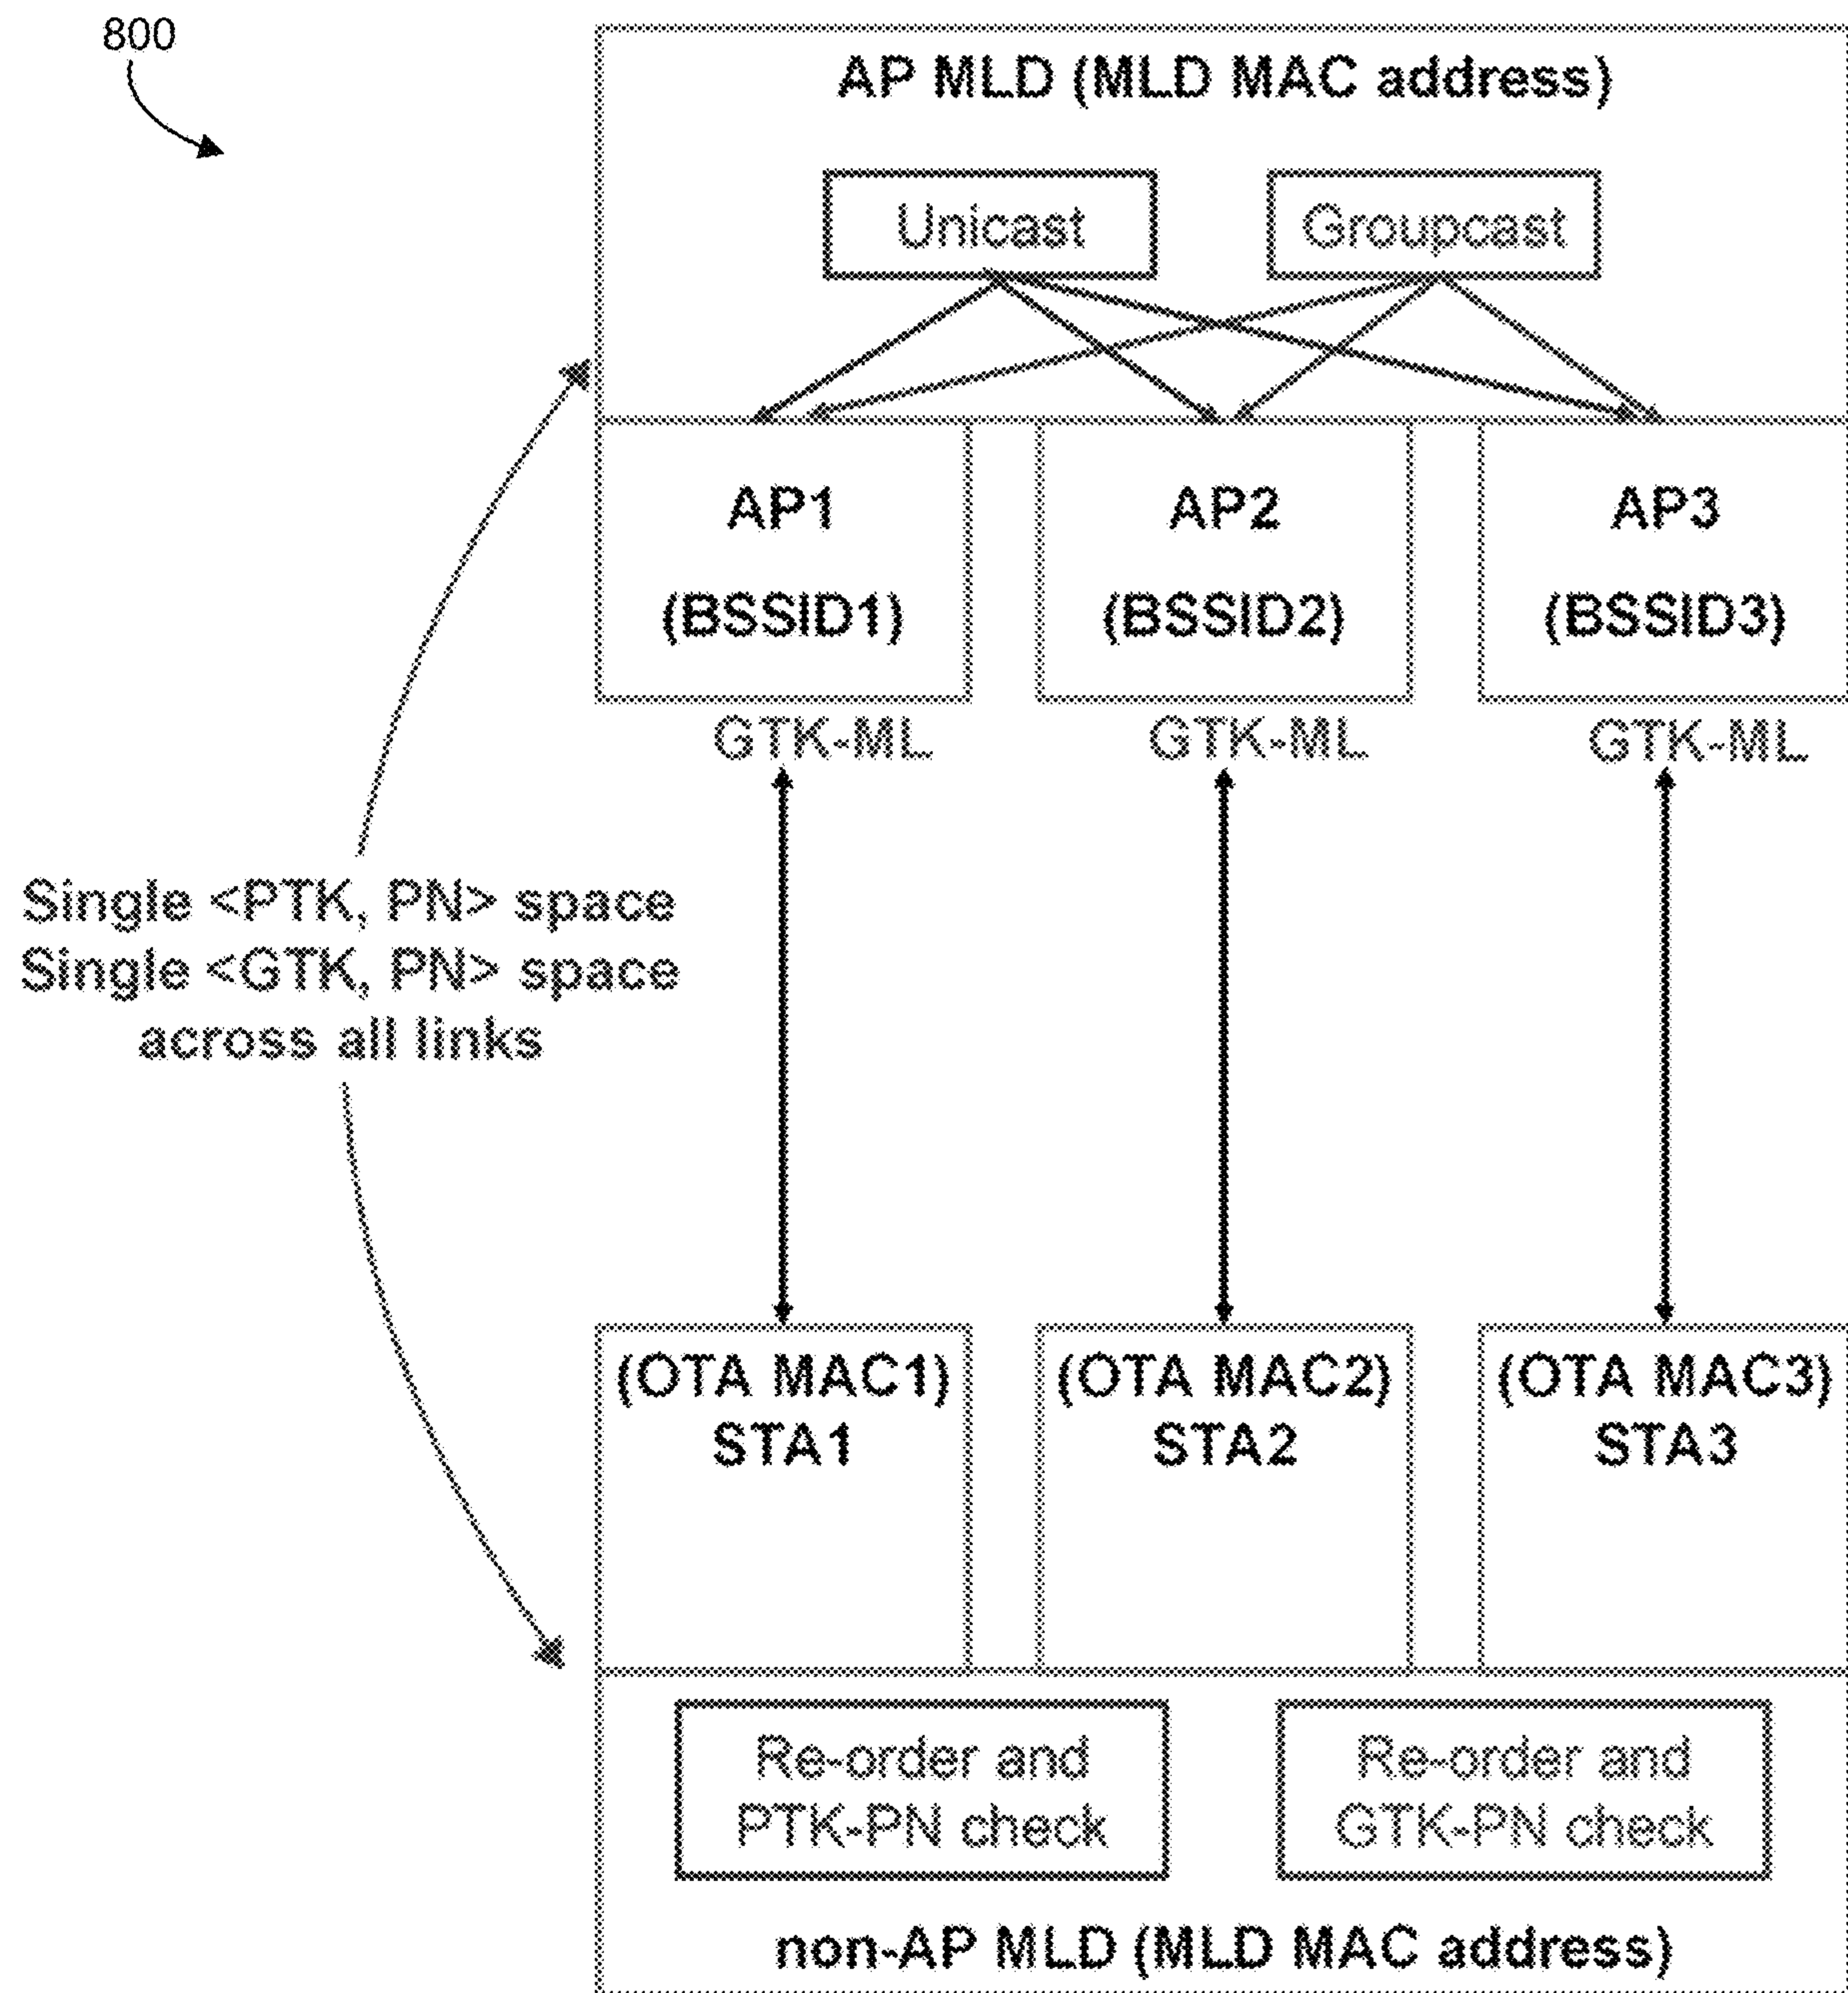 800
AP MLD (MLD MAC address)
Unicast
Groupcast
AP1
(BSSID1)
AP2
(BSSID2)
AP3
(BSSID3)
GTK-ML
GTK-ML
GTK-ML
Single <PTK, PN> space
Single <GTK, PN> space
across all links
(OTA MAC1)
STA1
(OTA MAC2)
STA2
(OTA MAC3)
STA3
Re-order and
PTK-PN check
Re-order and
GTK-PN check
non-AP MLD (MLD MAC address)